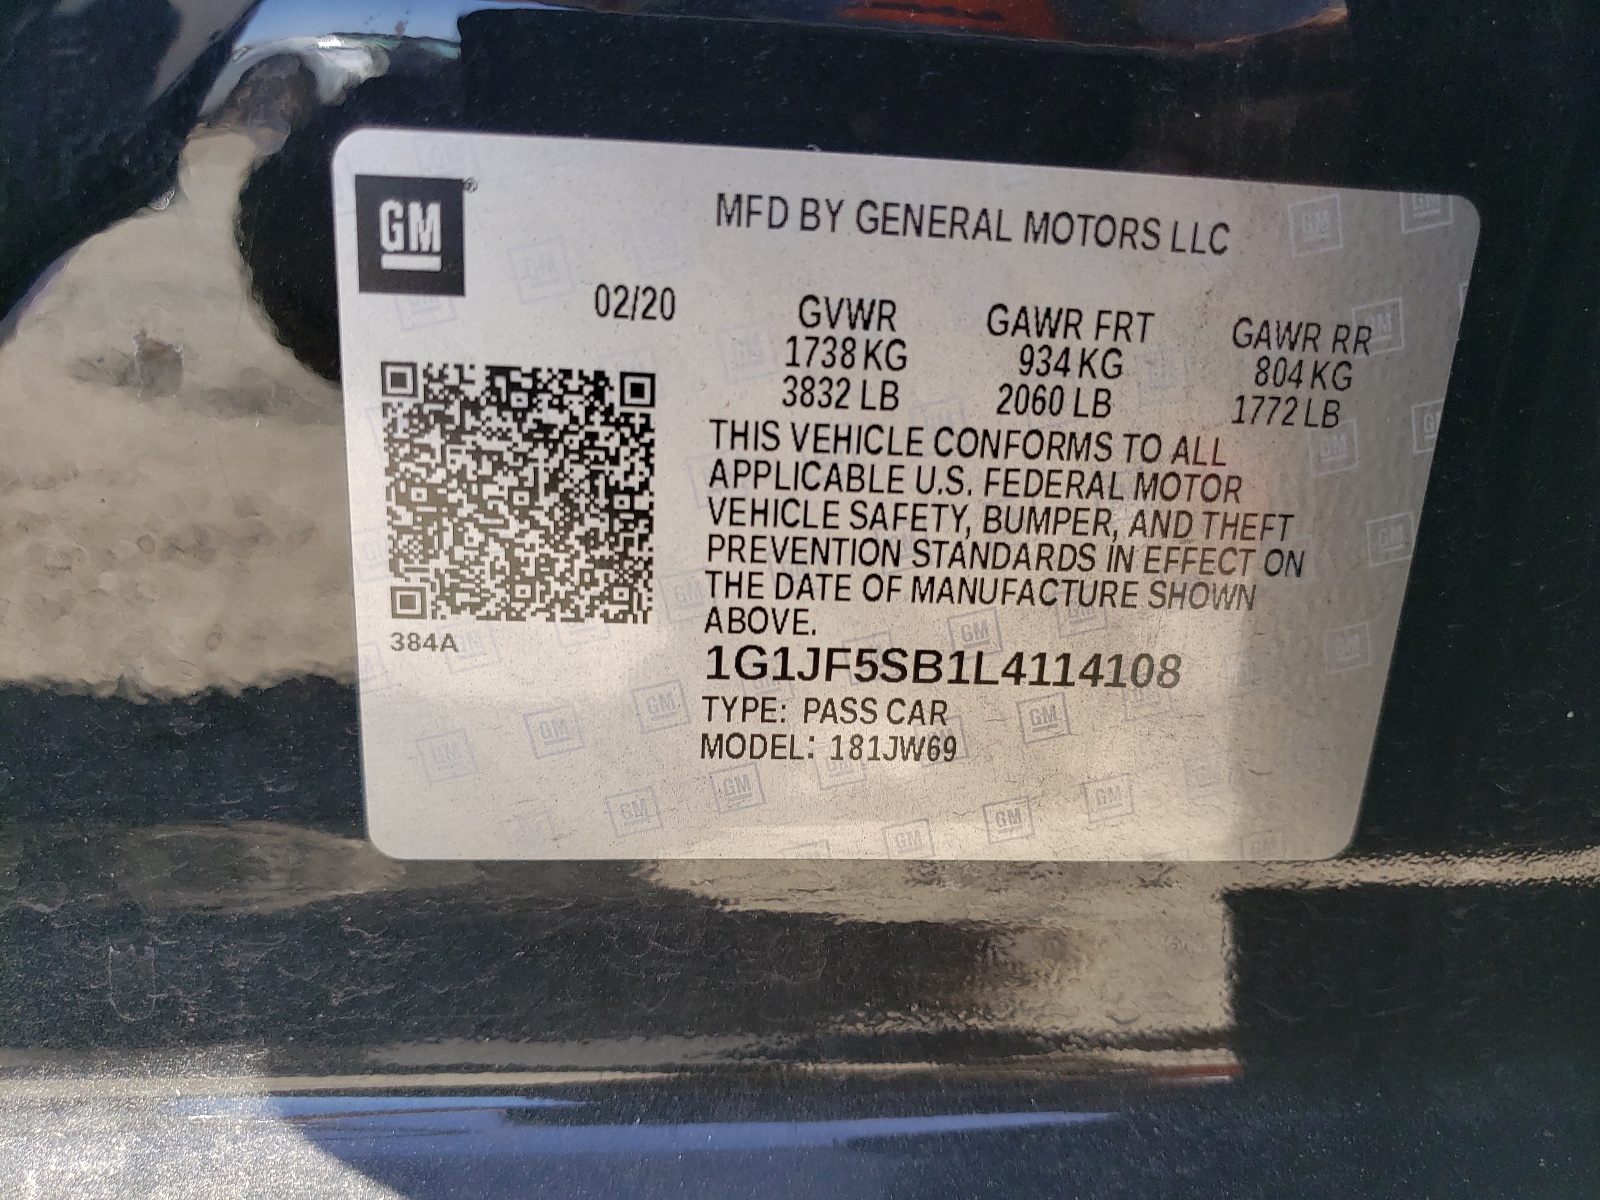 GM®
MFD BY GENERAL MOTORS LLC
02/20
GVWR GAWR FRT GAWR RR
1738 KG 934 KG 804 KG
3832 LB 2060 LB 1772 LB
THIS VEHICLE CONFORMS TO ALL
APPLICABLE U.S. FEDERAL MOTOR
VEHICLE SAFETY, BUMPER, AND THEFT
PREVENTION STANDARDS IN EFFECT ON
THE DATE OF MANUFACTURE SHOWN
ABOVE.
384A
1G1JF5SB1L4114108
TYPE: PASS CAR
MODEL: 181JW69